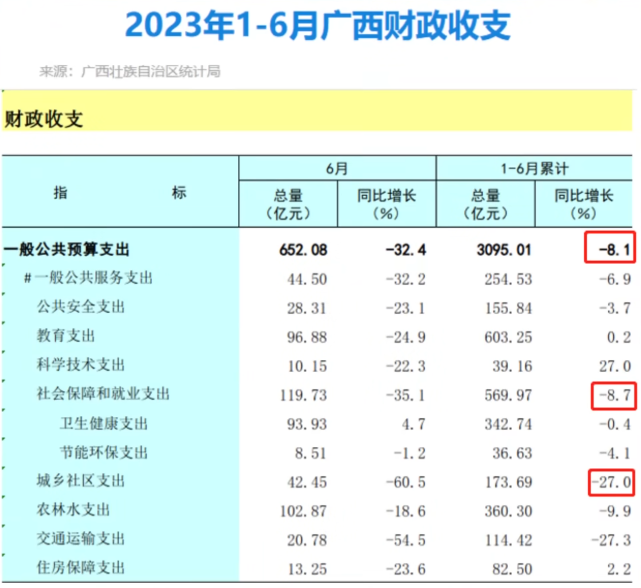 2023年1-6月广西财政收支
来源：广西壮族自治区统计局
财政收支
指 标 6月 1-6月累计
总量 同比增长 总量 同比增长
(亿元) (%) (亿元) (%)
一般公共预算支出 652.08 -32.4 3095.01 -8.1
#一般公共服务支出 44.50 -32.2 254.53 -6.9
公共安全支出 28.31 -23.1 155.84 -3.7
教育支出 96.88 -24.9 603.25 0.2
科学技术支出 10.15 -22.3 39.16 27.0
社会保障和就业支出 119.73 -35.1 569.97 -8.7
卫生健康支出 93.93 4.7 342.74 -0.4
节能环保支出 8.51 -1.2 36.63 -4.1
城乡社区支出 42.45 -60.5 173.69 -27.0
农林水支出 102.87 -18.6 360.30 -9.9
交通运输支出 20.78 -54.5 114.42 -27.3
住房保障支出 13.25 -23.6 82.50 2.2